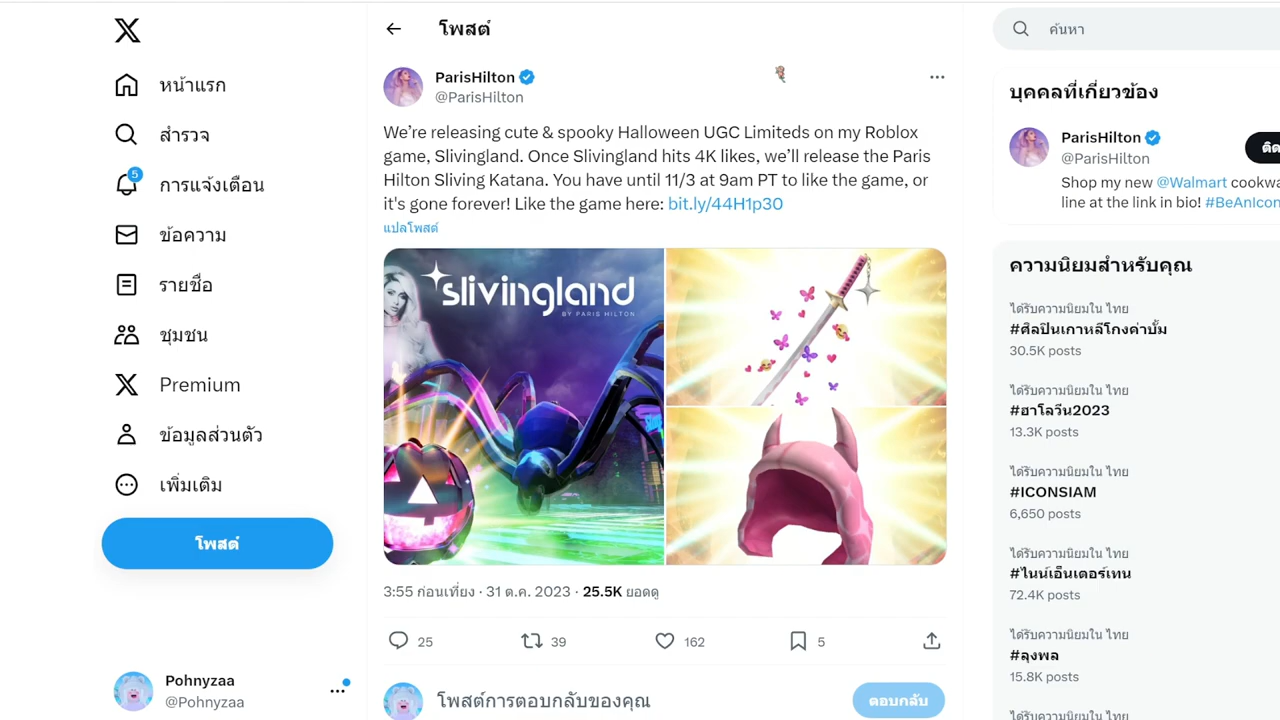 โพสต์
ParisHilton
@ParisHilton
We’re releasing cute & spooky Halloween UGC Limiteds on my Roblox
game, Slivingland. Once Slivingland hits 4K likes, we’ll release the Paris
Hilton Sliving Katana. You have until 11/3 at 9am PT to like the game, or
it's gone forever! Like the game here: bit.ly/44H1p30
แปลโพสต์
slivingland
BY PARIS HILTON
3:55 ก่อนเที่ยง · 31 ต.ค. 2023 · 25.5K ยอดดู
25
39
162
5
โพสต์การตอบกลับของคุณ
ตอบกลับ
หน้าแรก
สำรวจ
5
การแจ้งเตือน
ข้อความ
รายชื่อ
ชุมชน
Premium
ข้อมูลส่วนตัว
เพิ่มเติม
โพสต์
Pohnyzaa
@Pohnyzaa
ค้นหา
บุคคลที่เกี่ยวข้อง
ParisHilton
@ParisHilton
Shop my new @Walmart cookwa
line at the link in bio! #BeAnIcon
ความนิยมสำหรับคุณ
ได้รับความนิยมใน ไทย
#ศิลปินเกาหลีโกงค่าบั้ม
30.5K posts
ได้รับความนิยมใน ไทย
#ฮาโลวีน2023
13.3K posts
ได้รับความนิยมใน ไทย
#ICONSIAM
6,650 posts
ได้รับความนิยมใน ไทย
#ไนน์เอ็นเตอร์เทน
72.4K posts
ได้รับความนิยมใน ไทย
#ลุงพล
15.8K posts
ได้รับความนิยมใน ไทย